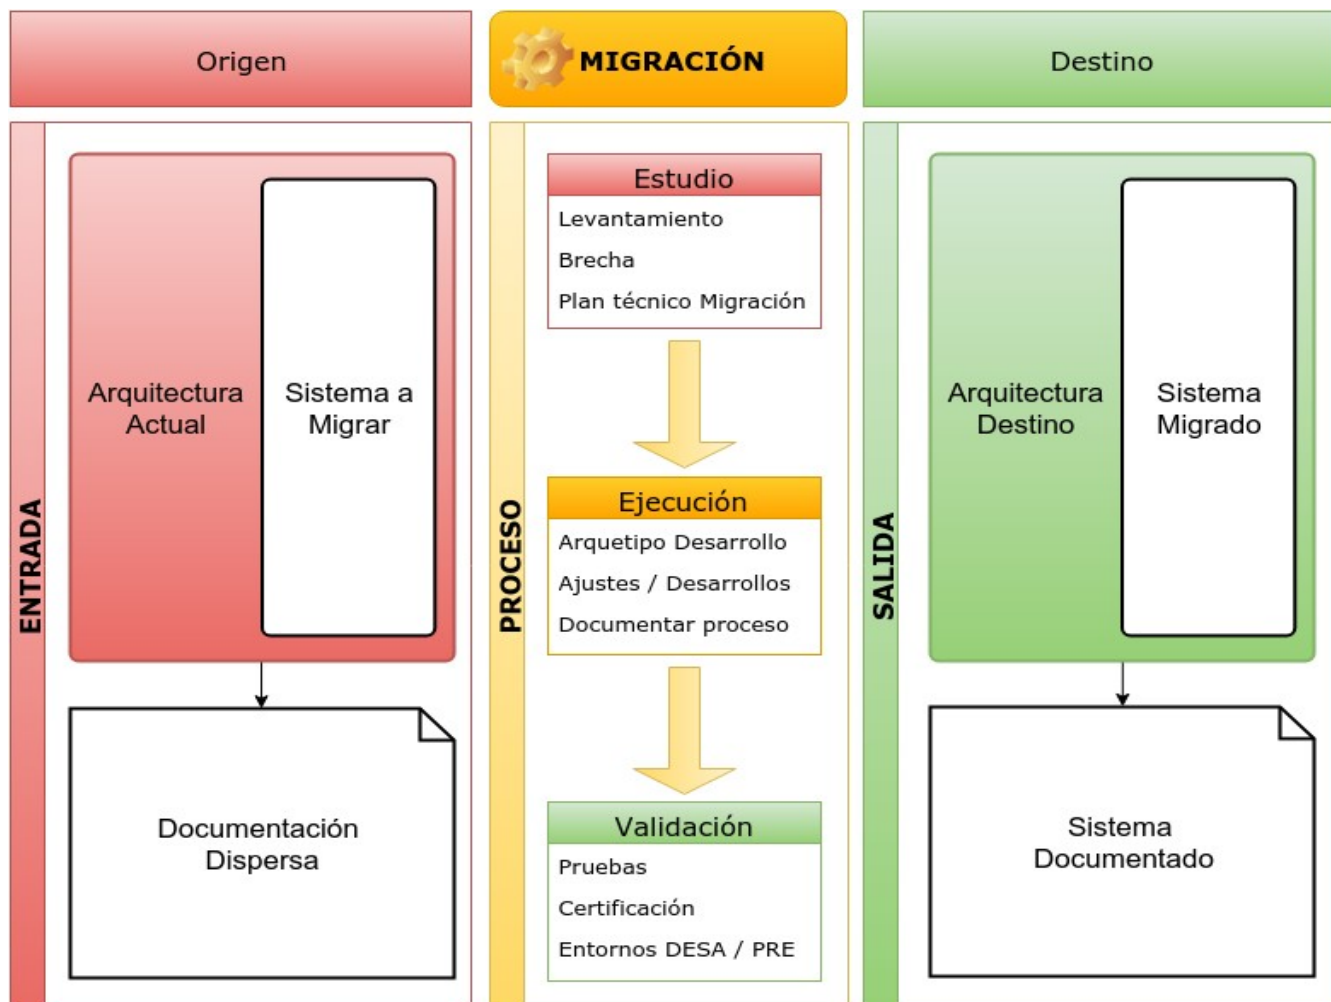 Origen
MIGRACIÓN
Destino
ENTRADA
Arquitectura
Actual
Sistema a
Migrar
Documentación
Dispersa
PROCESO
Estudio
Levantamiento
Brecha
Plan técnico Migración
Ejecución
Arquetipo Desarrollo
Ajustes / Desarrollos
Documentar proceso
Validación
Pruebas
Certificación
Entornos DESA / PRE
SALIDA
Arquitectura
Destino
Sistema
Migrado
Sistema
Documentado